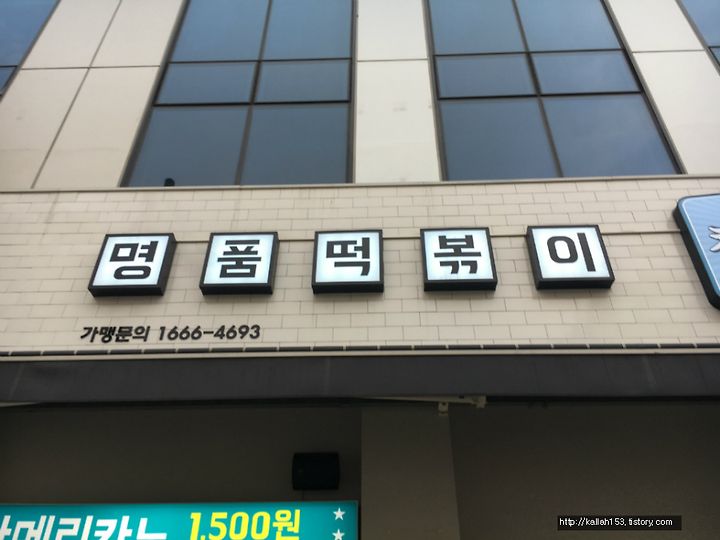 명품떡볶이
가맹문의 1666-4693
아메리카노 1,500원
http://kallah153.tistory.com